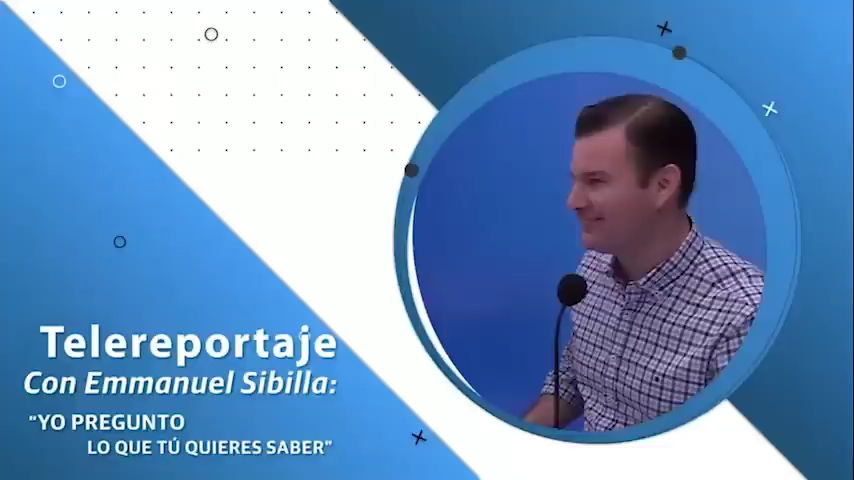 Telereportaje
Con Emmanuel Sibilla:
"YO PREGUNTO
LO QUE TÚ QUIERES SABER"